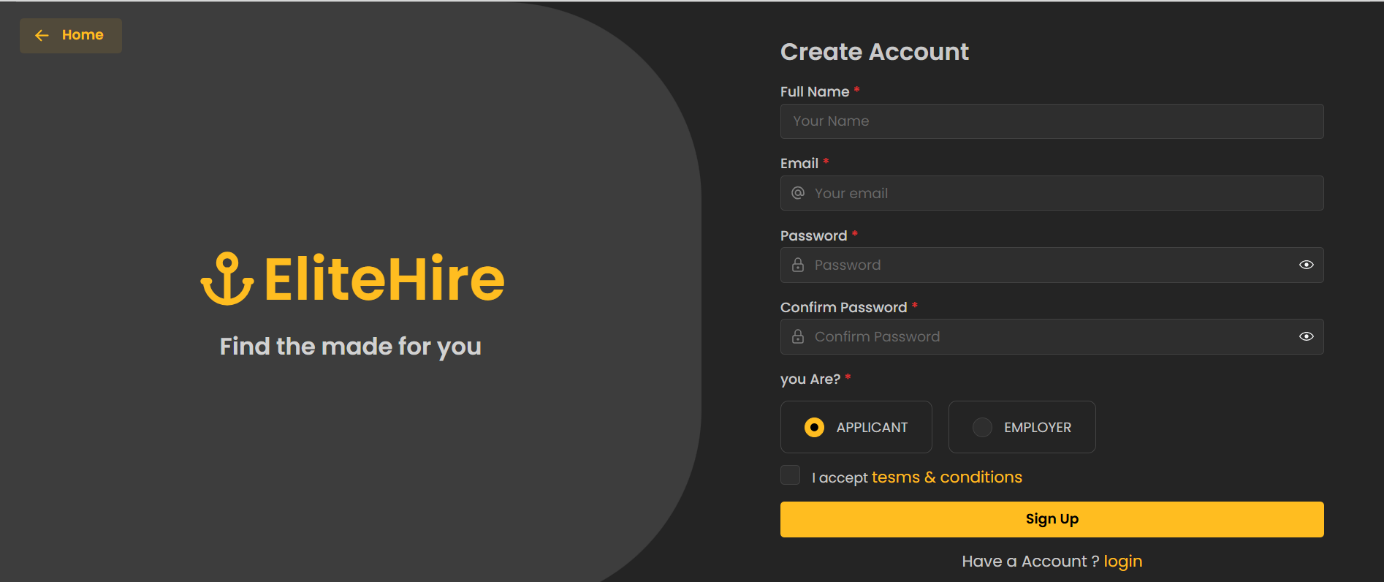 Home
EliteHire
Find the made for you
Create Account
Full Name *
Your Name
Email *
Your email
Password *
Password
Confirm Password *
Confirm Password
you Are? *
APPLICANT
EMPLOYER
I accept tesms & conditions
Sign Up
Have a Account ? login